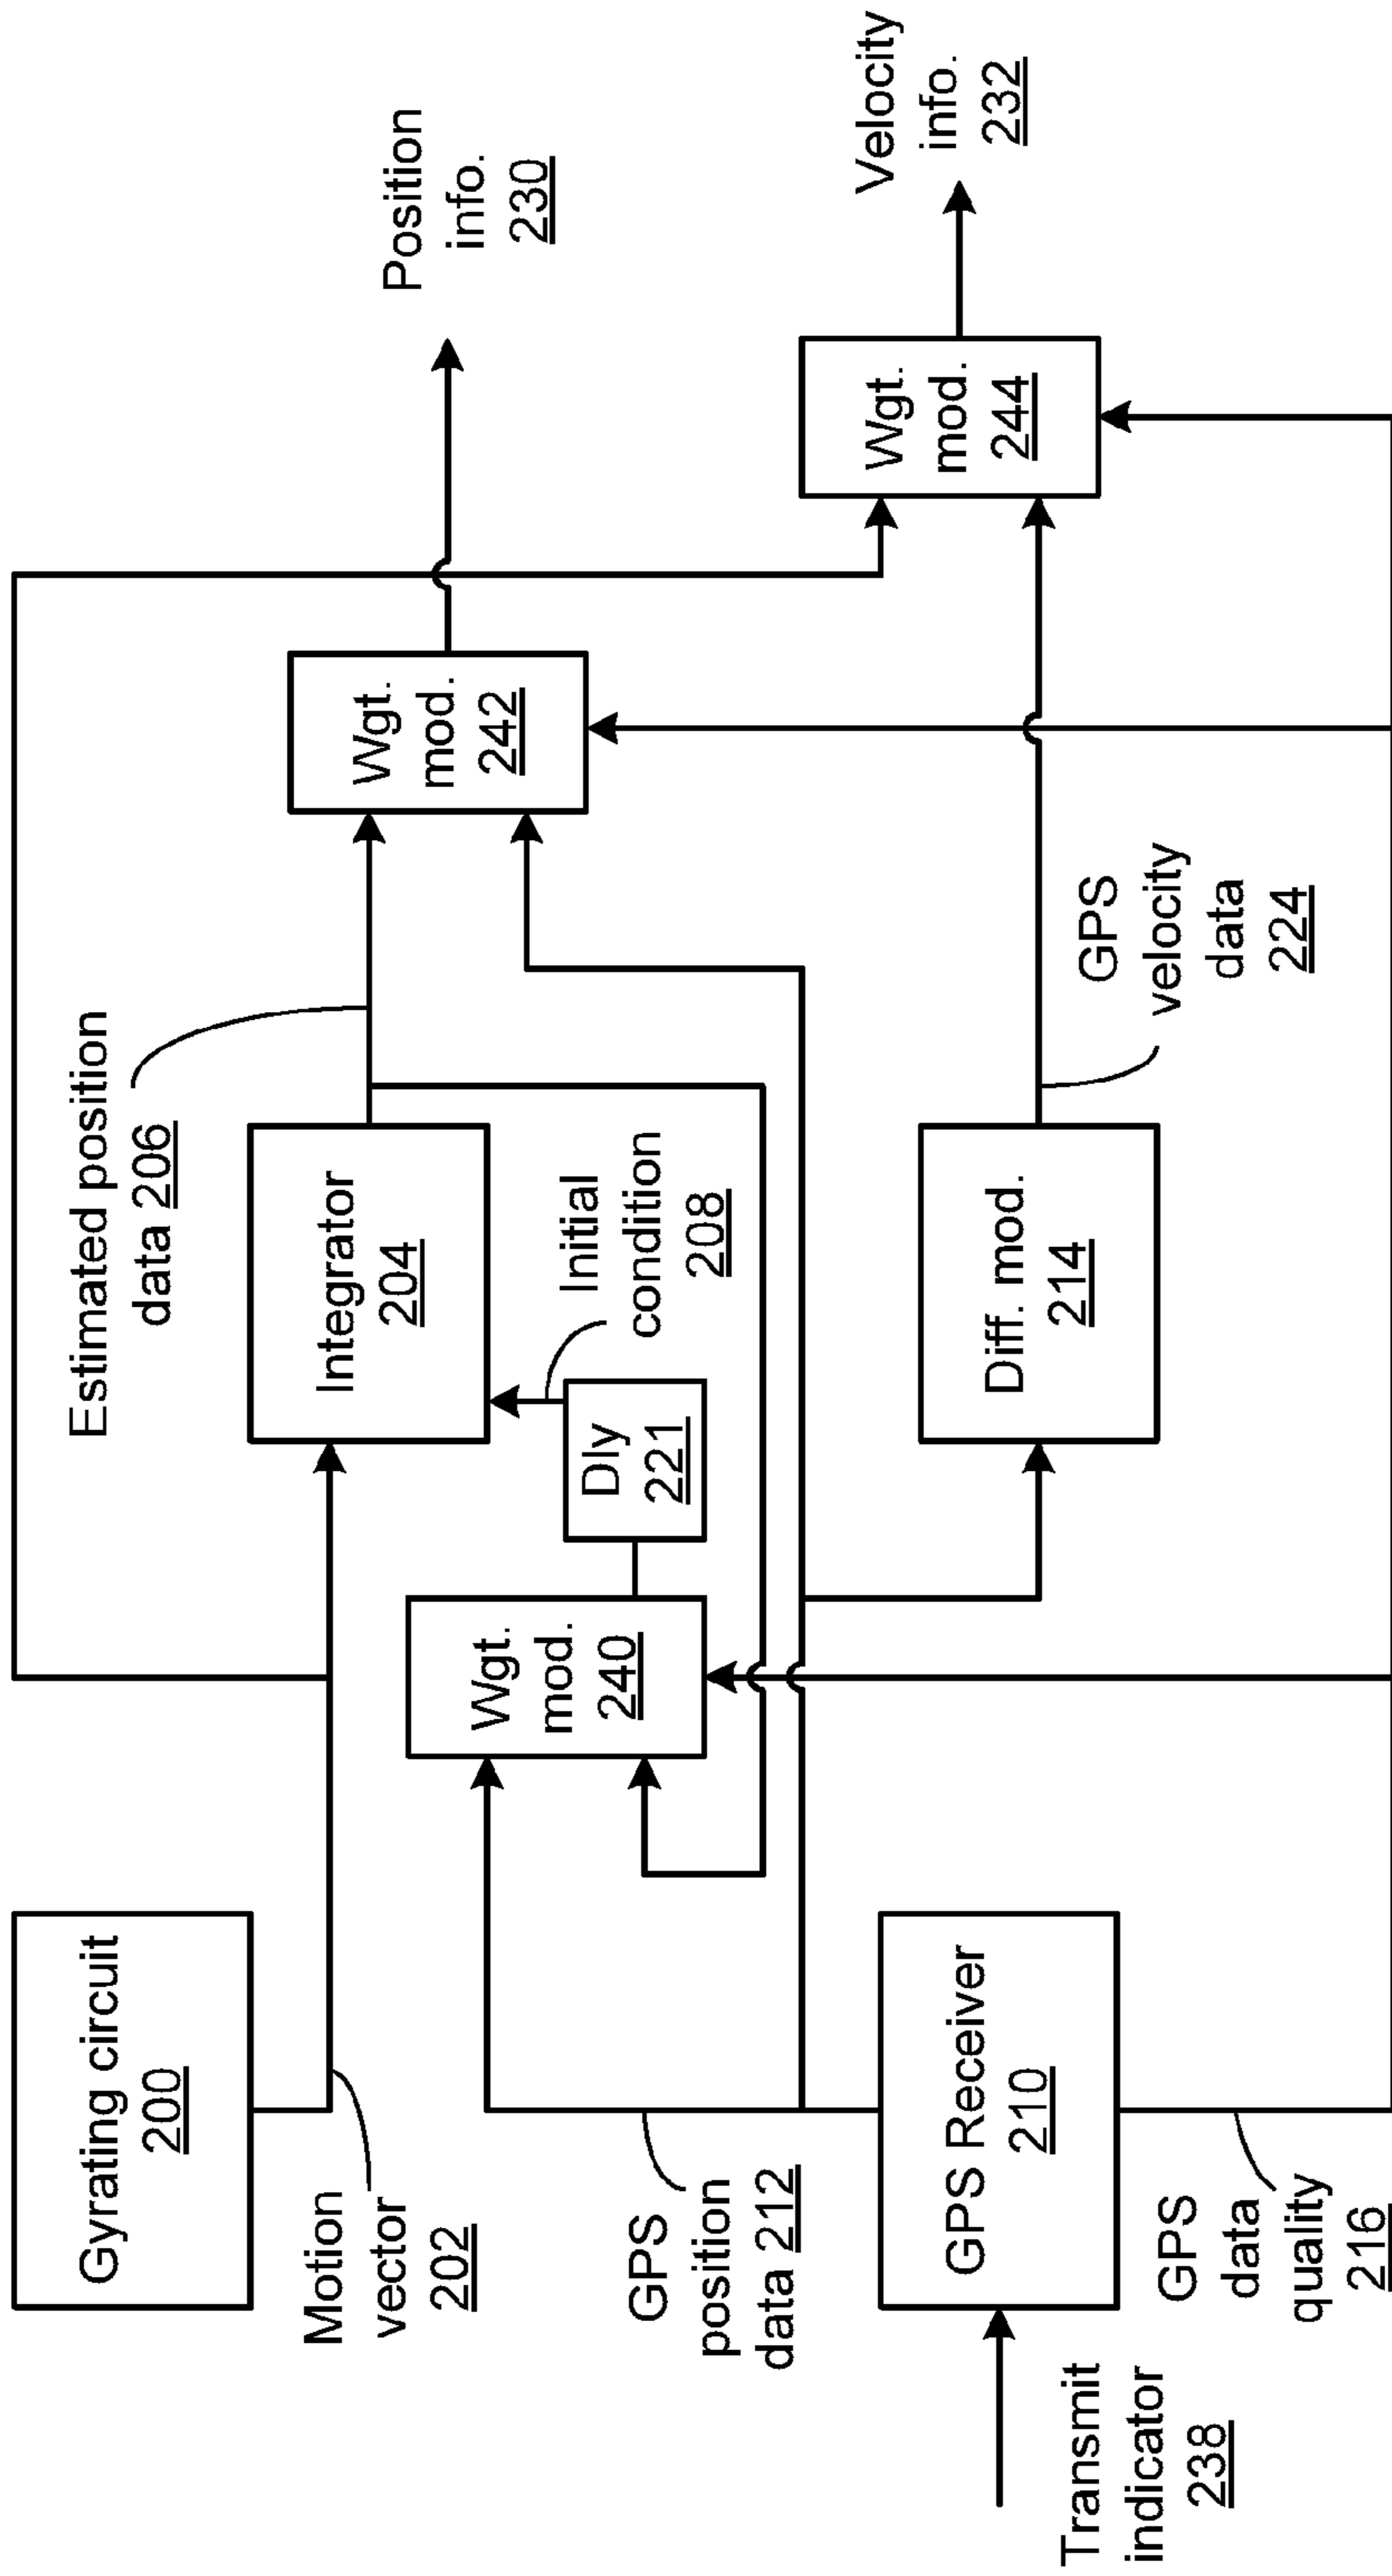 Gyrating circuit
200
Motion
vector
202
Estimated position
data 206
Integrator
204
Initial
condition
208
Dly
221
Wgt.
mod.
240
Wgt.
mod.
242
Position
info.
230
GPS
position
data 212
Transmit
indicator
238
GPS Receiver
210
GPS
data
quality
216
Diff. mod.
214
GPS
velocity
data
224
Wgt.
mod.
244
Velocity
info.
232